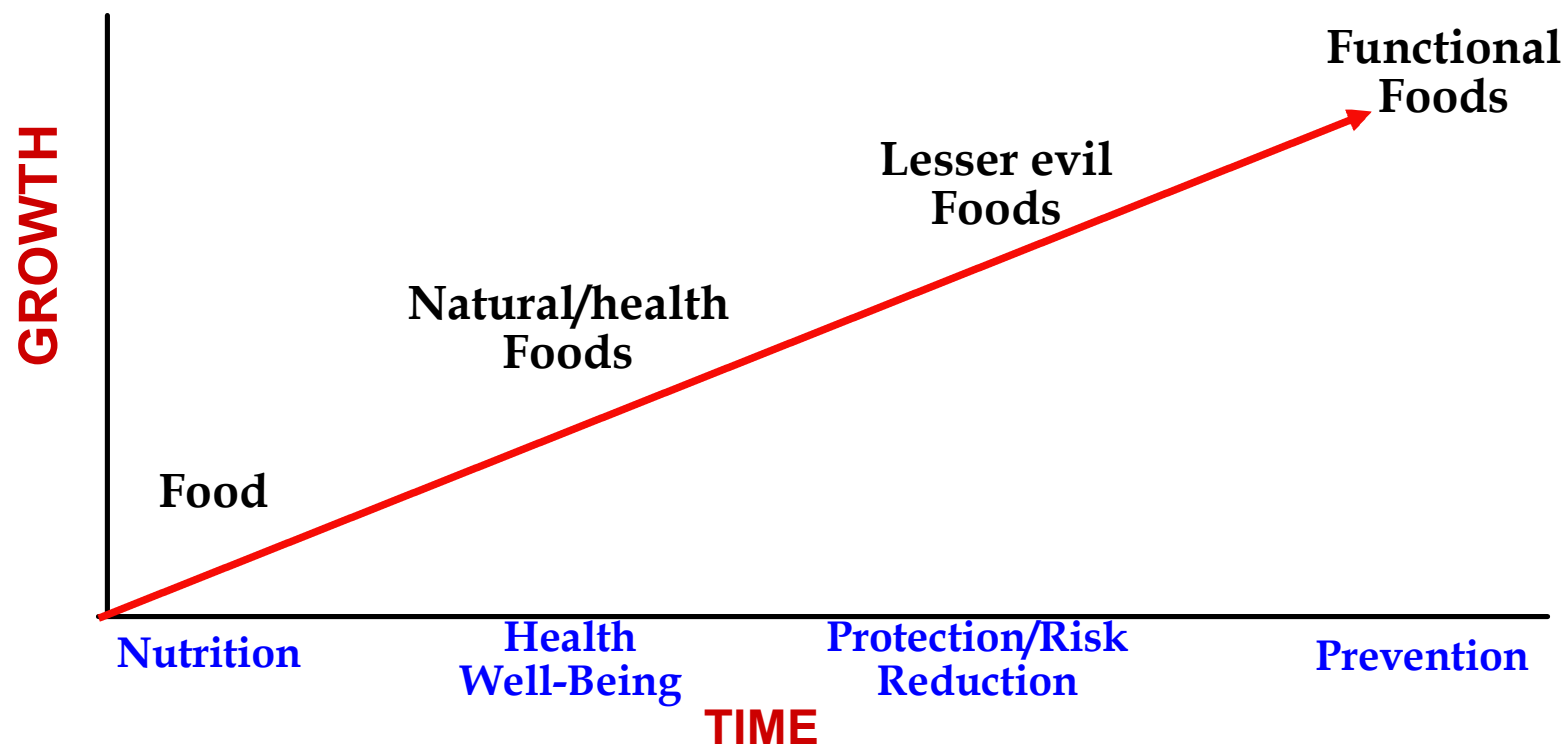 Functional
Foods
Lesser evil
Foods
Natural/health
Foods
Food
GROWTH
Nutrition
Health
Well-Being
Protection/Risk
Reduction
Prevention
TIME